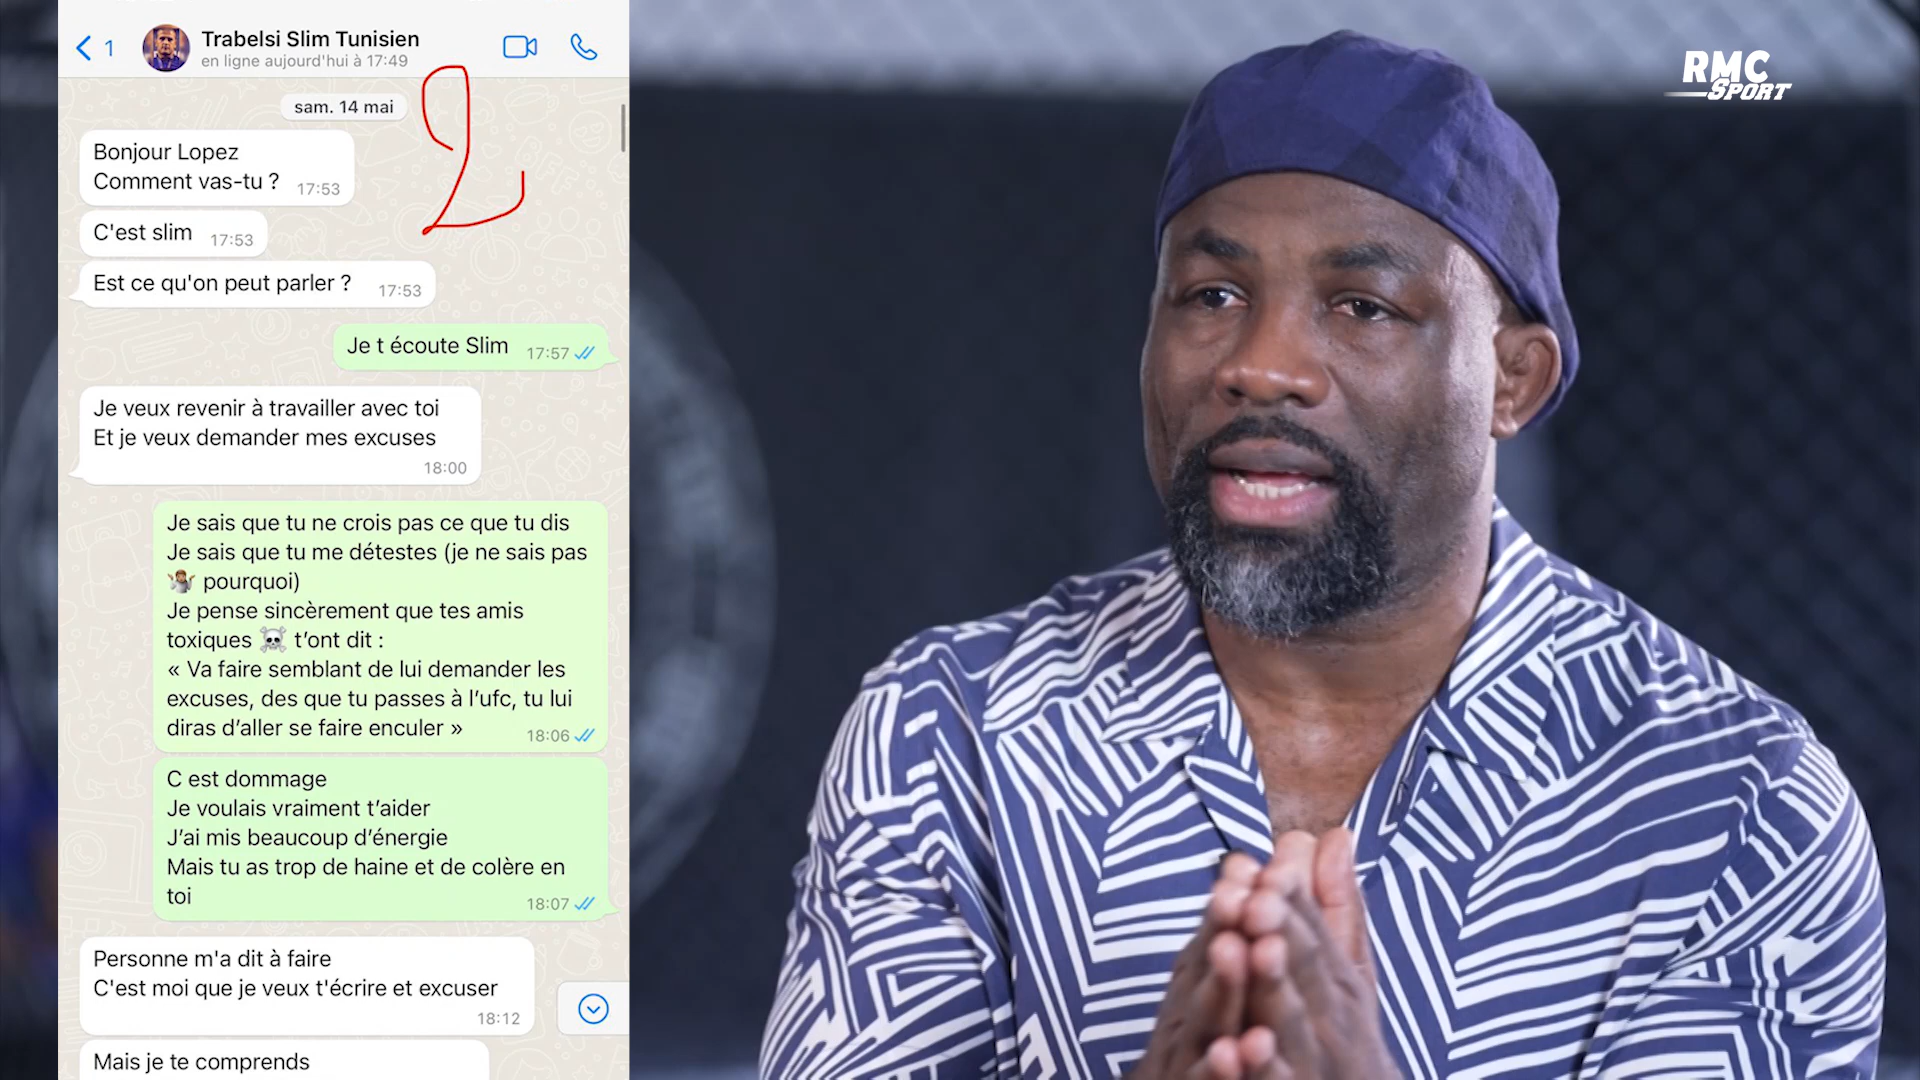 1
Trabelsi Slim Tunisien
en ligne aujourd'hui à 17:49
sam. 14 mai
2
Bonjour Lopez
Comment vas-tu ? 17:53
C'est slim 17:53
Est ce qu'on peut parler ? 17:53
Je t écoute Slim 17:57
Je veux revenir à travailler avec toi
Et je veux demander mes excuses
18:00
Je sais que tu ne crois pas ce que tu dis
Je sais que tu me détestes (je ne sais pas
🤷🏽‍♂️ pourquoi)
Je pense sincèrement que tes amis
toxiques ☠️ t’ont dit :
« Va faire semblant de lui demander les
excuses, des que tu passes à l’ufc, tu lui
diras d’aller se faire enculer » 18:06
C est dommage
Je voulais vraiment t’aider
J’ai mis beaucoup d’énergie
Mais tu as trop de haine et de colère en
toi 18:07
Personne m'a dit à faire
C'est moi que je veux t'écrire et excuser
18:12
Mais je te comprends
RMC
SPORT